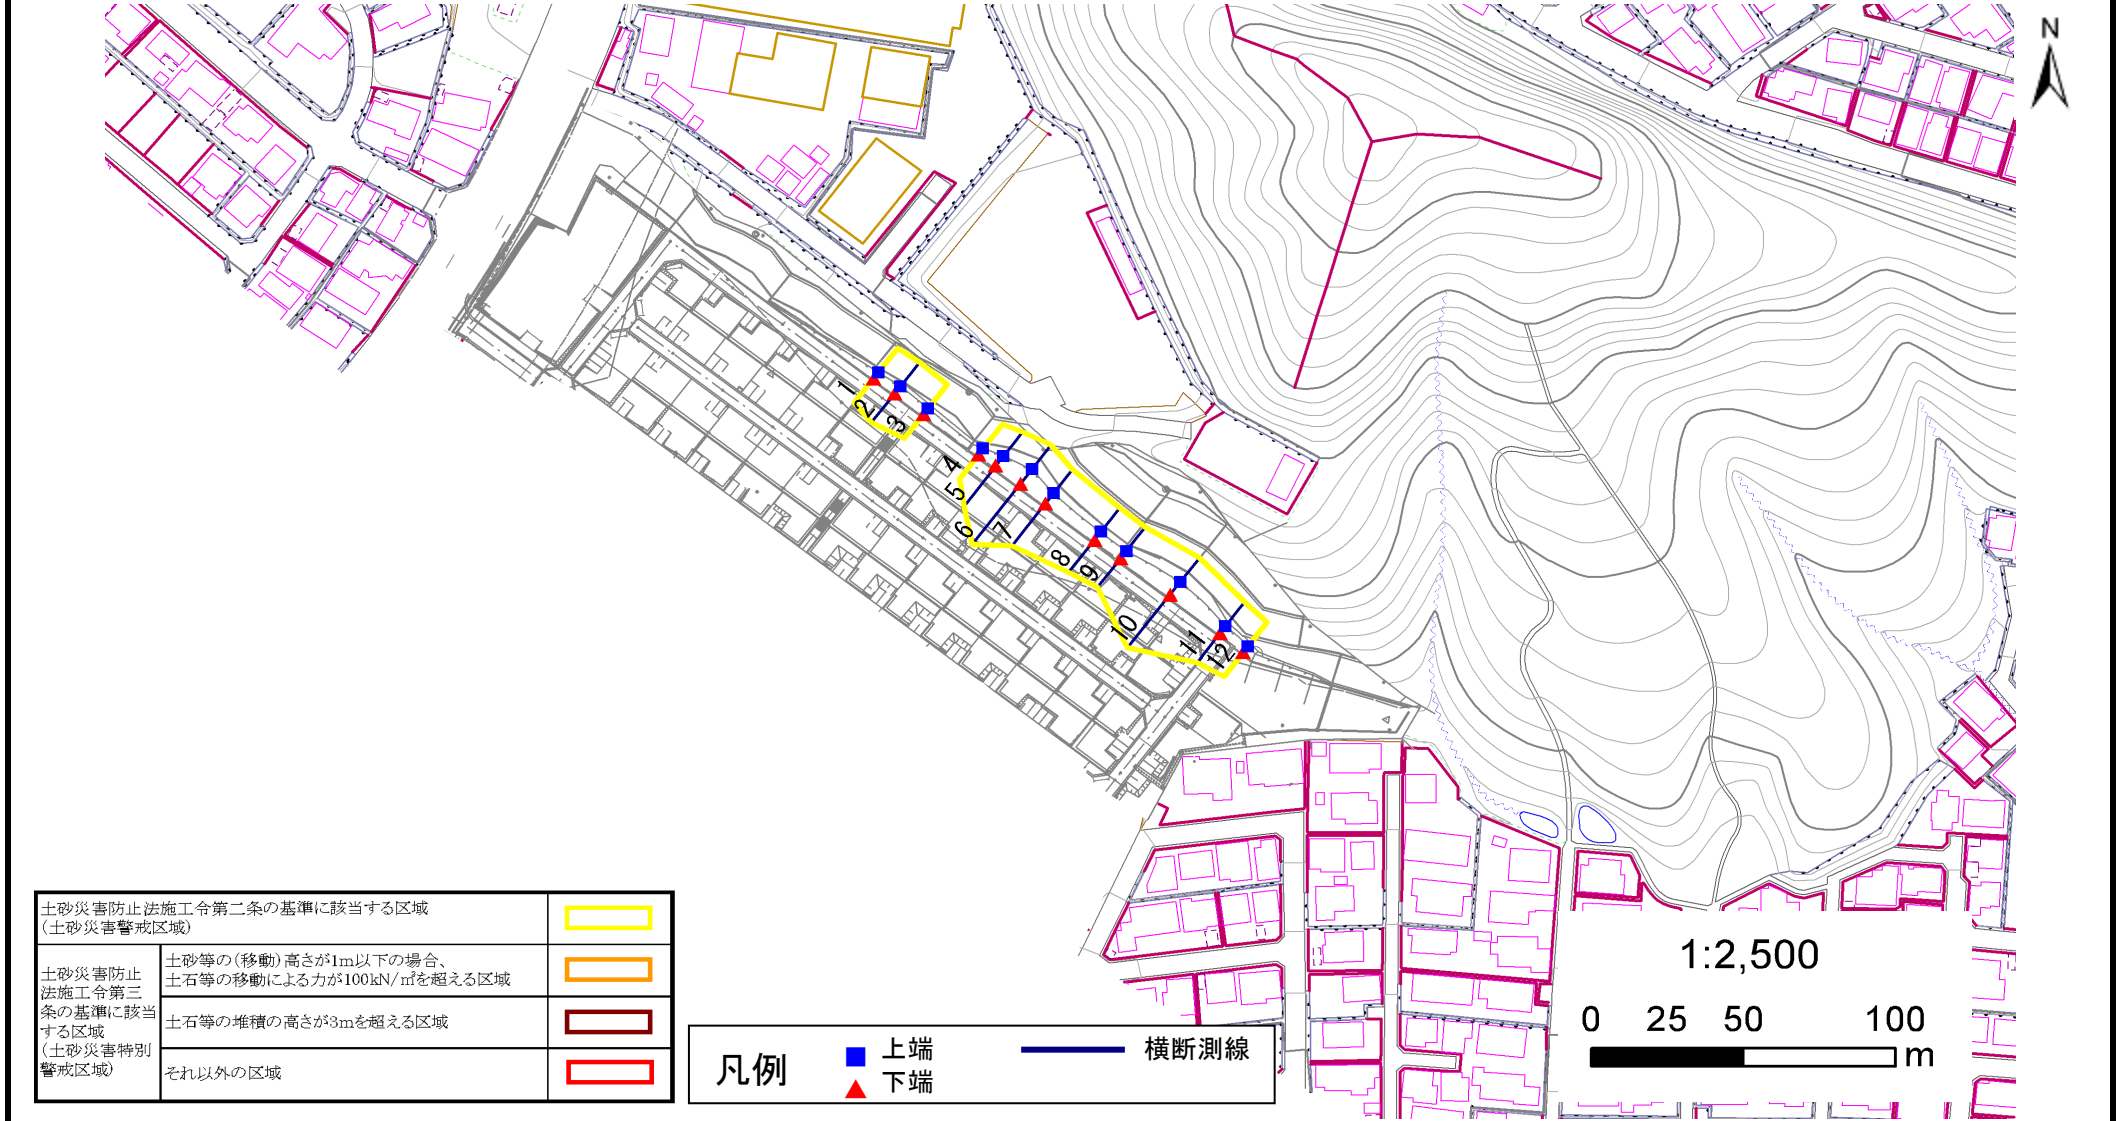 N
1
2
3
4
5
6
7
8
9
10
11
12
土砂災害防止法施工令第二条の基準に該当する区域
(土砂災害警戒区域)
土砂災害防止
法施工令第三
条の基準に該当
する区域
(土砂災害特別
警戒区域)
土砂等の(移動)高さが1m以下の場合、
土石等の移動による力が100kN/㎡を超える区域
土石等の堆積の高さが3mを超える区域
それ以外の区域
凡例
上端
下端
横断測線
1:2,500
0 25 50 100
m